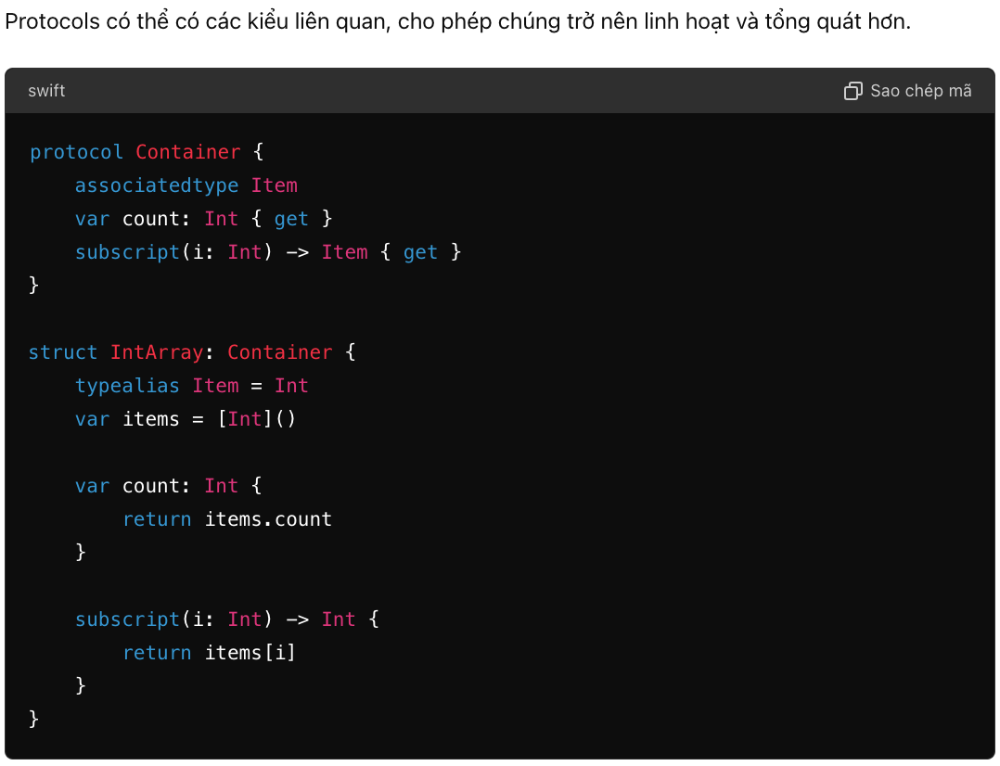 Protocols có thể có các kiểu liên quan, cho phép chúng trở nên linh hoạt và tổng quát hơn.
swift
Sao chép mã
protocol Container {
    associatedtype Item
    var count: Int { get }
    subscript(i: Int) -> Item { get }
}

struct IntArray: Container {
    typealias Item = Int
    var items = [Int]()

    var count: Int {
        return items.count
    }

    subscript(i: Int) -> Int {
        return items[i]
    }
}